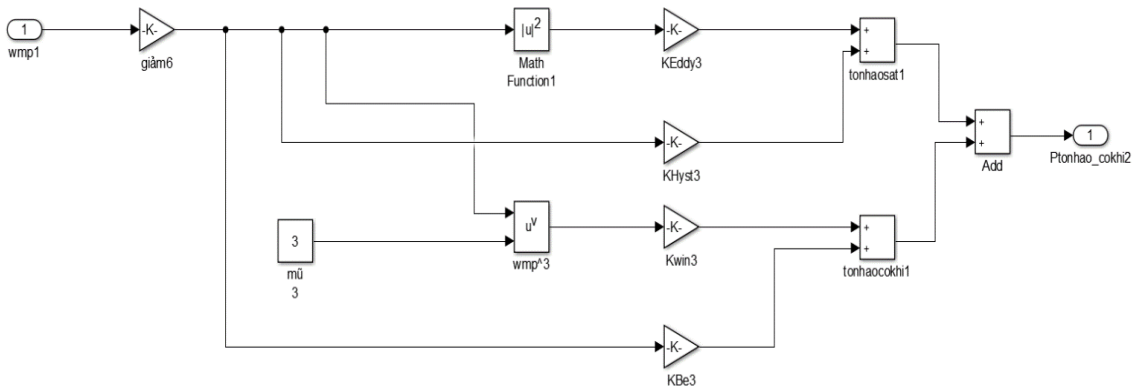 1
wmp1
-K-
giảm6
|u|²
Math
Function1
-K-
KEddy3
+
+
tonhaosat1
-K-
KHyst3
+
+
Add
1
Ptonhao_cokhi2
3
mũ
3
uᵛ
wmp^3
-K-
Kwin3
+
+
tonhaocokhi1
-K-
KBe3